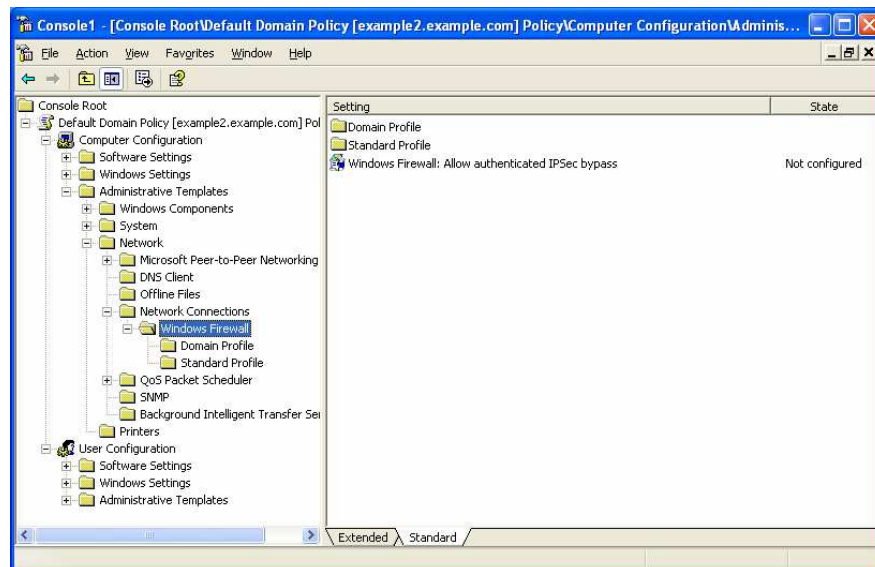 Console1 - [Console Root\Default Domain Policy [example2.example.com] Policy\Computer Configuration\Adminis...
File Action View Favorites Window Help
Console Root
Default Domain Policy [example2.example.com] Pol
Computer Configuration
Software Settings
Windows Settings
Administrative Templates
Windows Components
System
Network
Microsoft Peer-to-Peer Networking
DNS Client
Offline Files
Network Connections
Windows Firewall
Domain Profile
Standard Profile
QoS Packet Scheduler
SNMP
Background Intelligent Transfer Ser
Printers
User Configuration
Software Settings
Windows Settings
Administrative Templates
Setting State
Domain Profile
Standard Profile
Windows Firewall: Allow authenticated IPSec bypass Not configured
Extended Standard